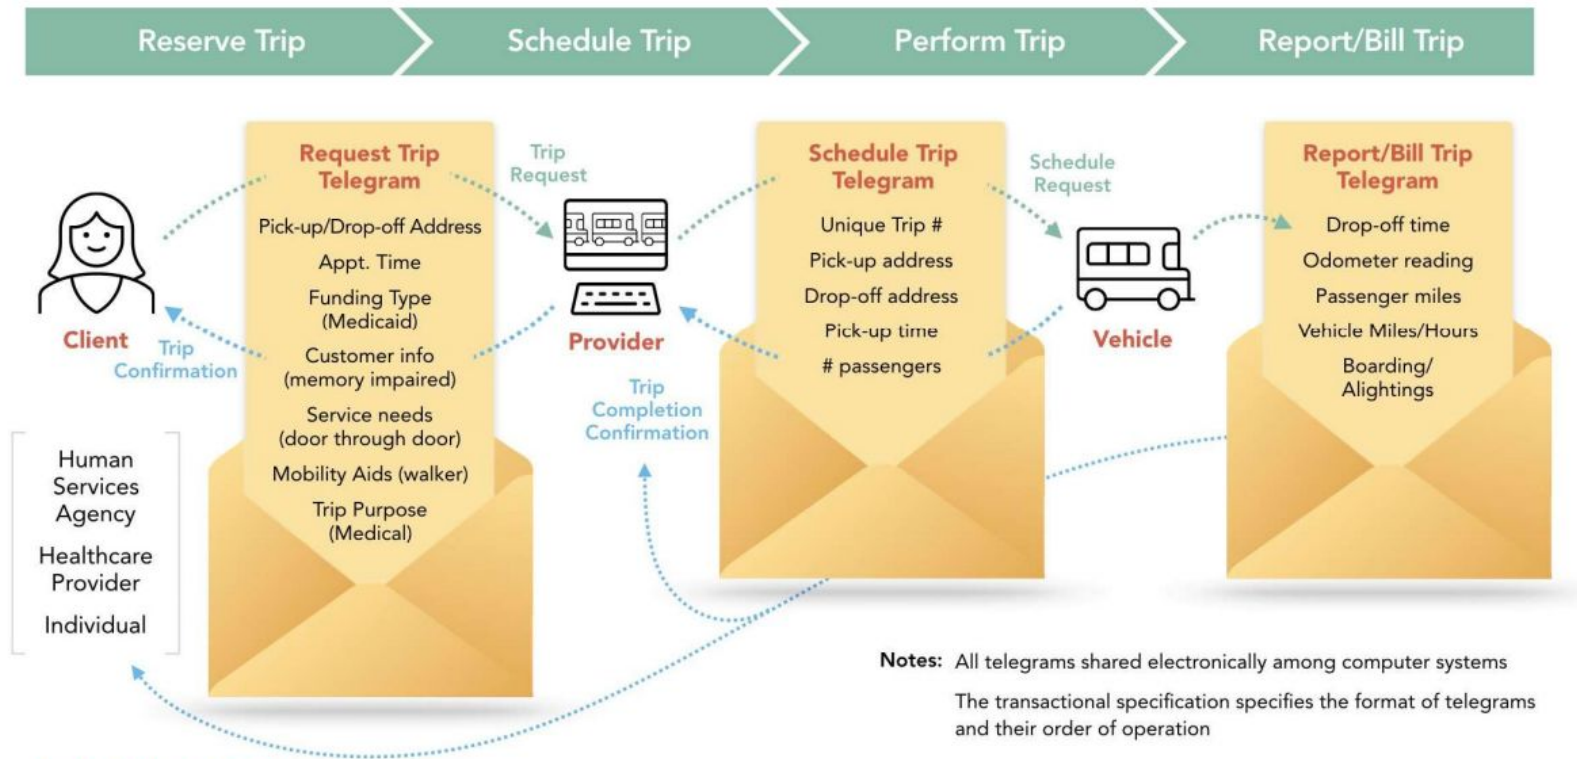 Reserve Trip
Schedule Trip
Perform Trip
Report/Bill Trip
Request Trip
Telegram
Pick-up/Drop-off Address
Appt. Time
Funding Type
(Medicaid)
Customer info
(memory impaired)
Service needs
(door through door)
Mobility Aids (walker)
Trip Purpose
(Medical)
Trip
Request
Client
Trip
Confirmation
Human
Services
Agency
Healthcare
Provider
Individual
Provider
Trip
Completion
Confirmation
Schedule Trip
Telegram
Unique Trip #
Pick-up address
Drop-off address
Pick-up time
# passengers
Schedule
Request
Vehicle
Report/Bill Trip
Telegram
Drop-off time
Odometer reading
Passenger miles
Vehicle Miles/Hours
Boarding/
Alightings
Notes: All telegrams shared electronically among computer systems
The transactional specification specifies the format of telegrams
and their order of operation